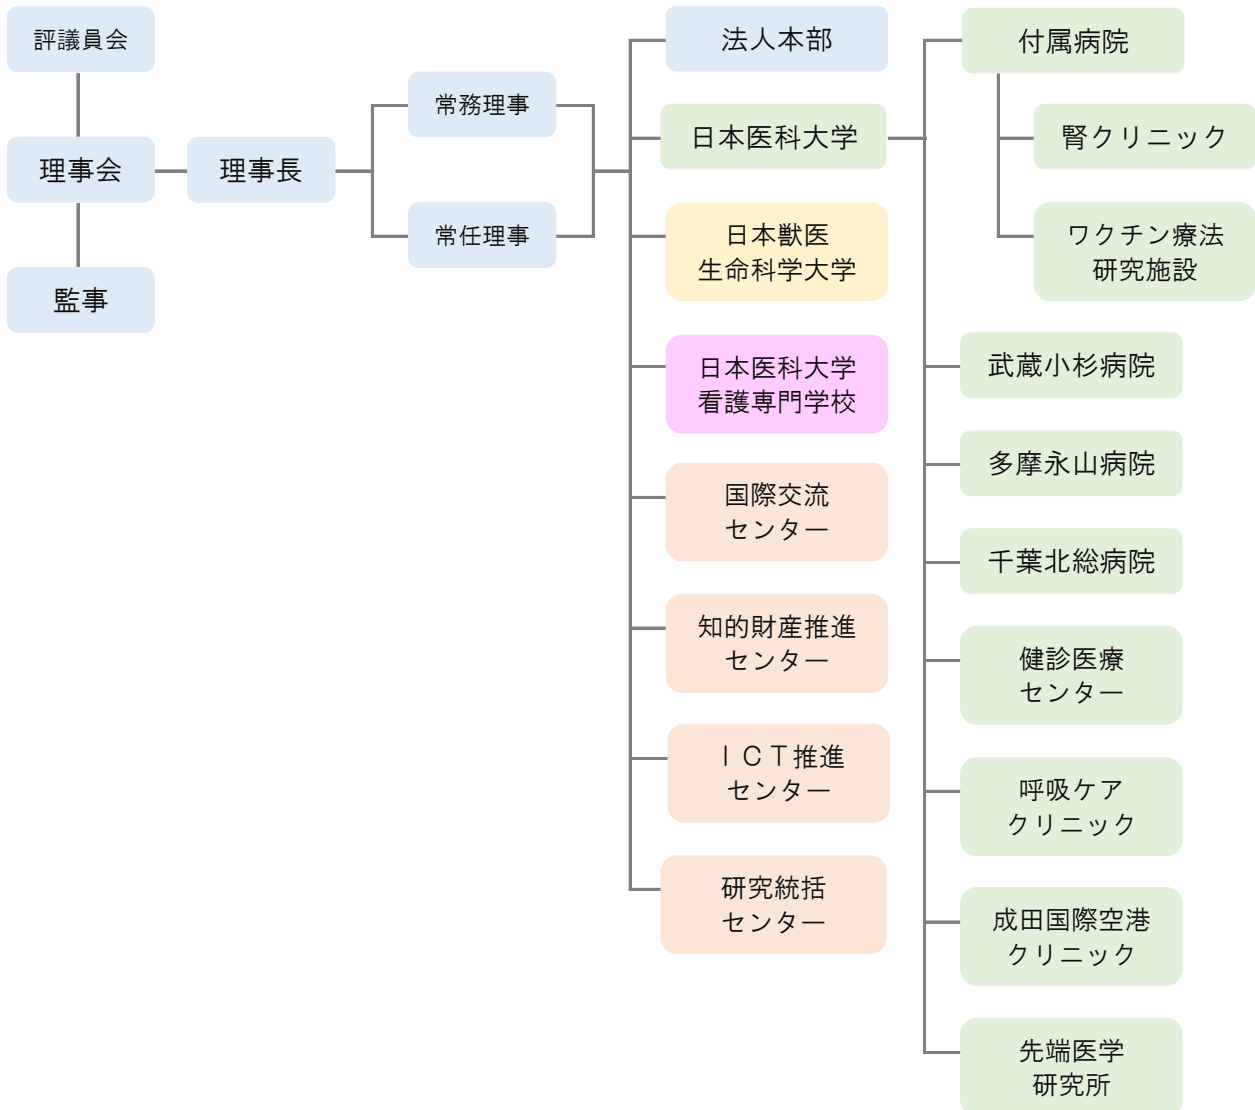 評議員会
理事会
監事
理事長
常務理事
常任理事
法人本部
日本医科大学
日本獣医
生命科学大学
日本医科大学
看護専門学校
国際交流
センター
知的財産推進
センター
ＩＣＴ推進
センター
研究統括
センター
付属病院
腎クリニック
ワクチン療法
研究施設
武蔵小杉病院
多摩永山病院
千葉北総病院
健診医療
センター
呼吸ケア
クリニック
成田国際空港
クリニック
先端医学
研究所